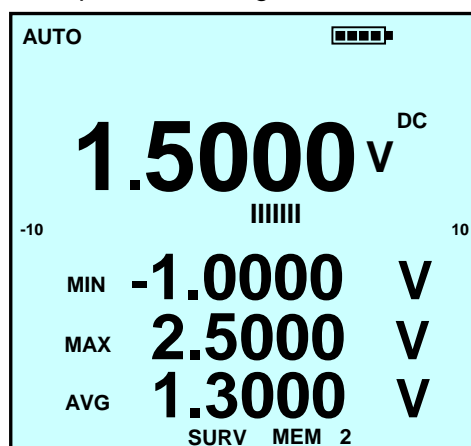 AUTO
1.5000 V DC
-10 10
MIN -1.0000 V
MAX 2.5000 V
AVG 1.3000 V
SURV MEM 2